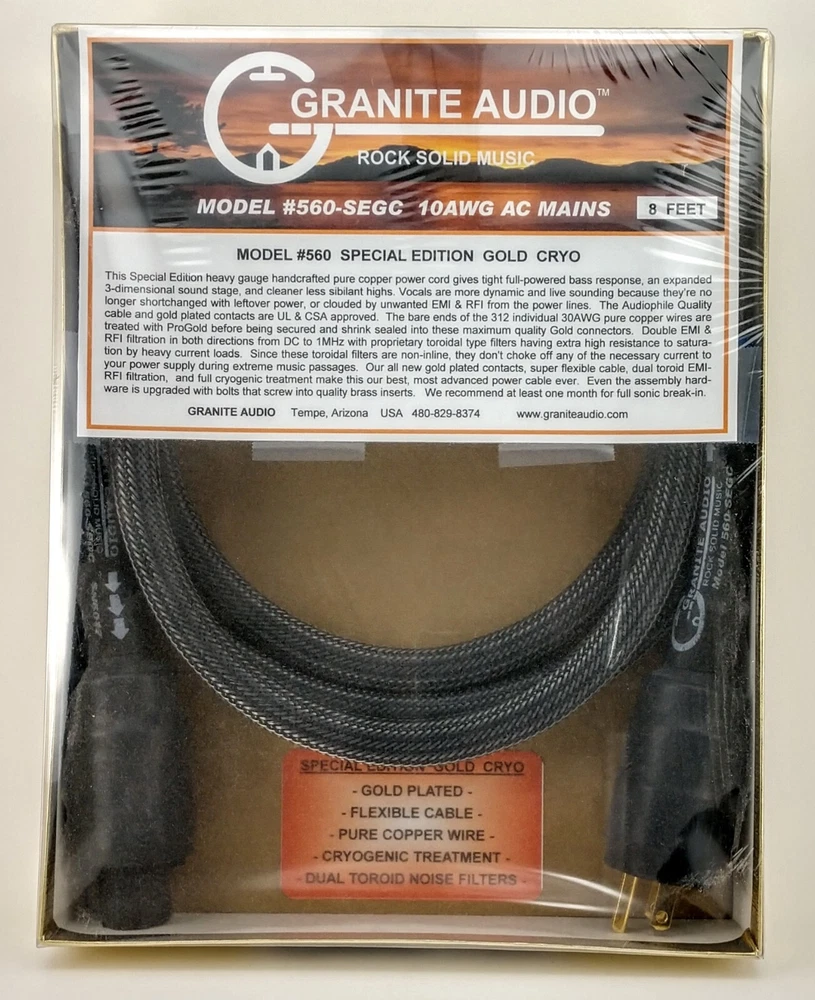 GRANITE AUDIO™
ROCK SOLID MUSIC
MODEL #560-SEGC 10AWG AC MAINS 8 FEET
MODEL #560 SPECIAL EDITION GOLD CRYO
This Special Edition heavy gauge handcrafted pure copper power cord gives tight full-powered bass response, an expanded
3-dimensional sound stage, and cleaner less sibilant highs. Vocals are more dynamic and live sounding because they're no
longer shortchanged with leftover power, or clouded by unwanted EMI & RFI from the power lines. The Audiophile Quality
cable and gold plated contacts are UL & CSA approved. The bare ends of the 312 individual 30AWG pure copper wires are
treated with ProGold before being secured and shrink sealed into these maximum quality Gold connectors. Double EMI &
RFI filtration in both directions from DC to 1MHz with proprietary toroidal type filters having extra high resistance to satura-
tion by heavy current loads. Since these toroidal filters are non-inline, they don't choke off any of the necessary current to
your power supply during extreme music passages. Our all new gold plated contacts, super flexible cable, dual toroid EMI-
RFI filtration, and full cryogenic treatment make this our best, most advanced power cable ever. Even the assembly hard-
ware is upgraded with bolts that screw into quality brass inserts. We recommend at least one month for full sonic break-in.
GRANITE AUDIO Tempe, Arizona USA 480-829-8374 www.graniteaudio.com
GRANITE AUDIO
ROCK SOLID MUSIC
Model 560-SEGC
SPECIAL EDITION GOLD CRYO
- GOLD PLATED -
- FLEXIBLE CABLE -
- PURE COPPER WIRE -
- CRYOGENIC TREATMENT -
- DUAL TOROID NOISE FILTERS -